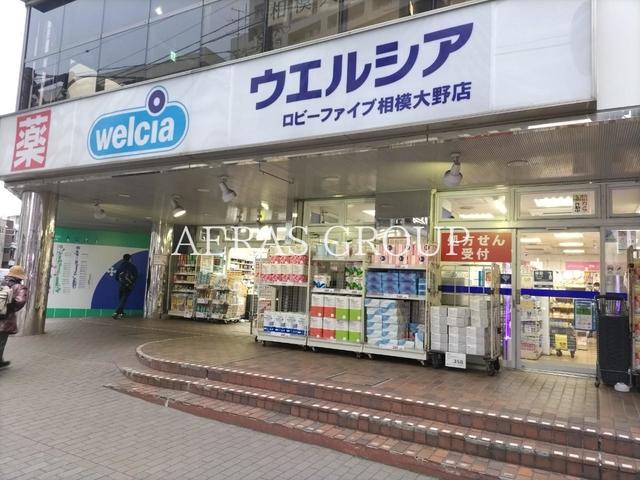 薬
welcia
ウエルシア
ロビーファイブ相模大野店
AERAS GROUP
処方せん
受付